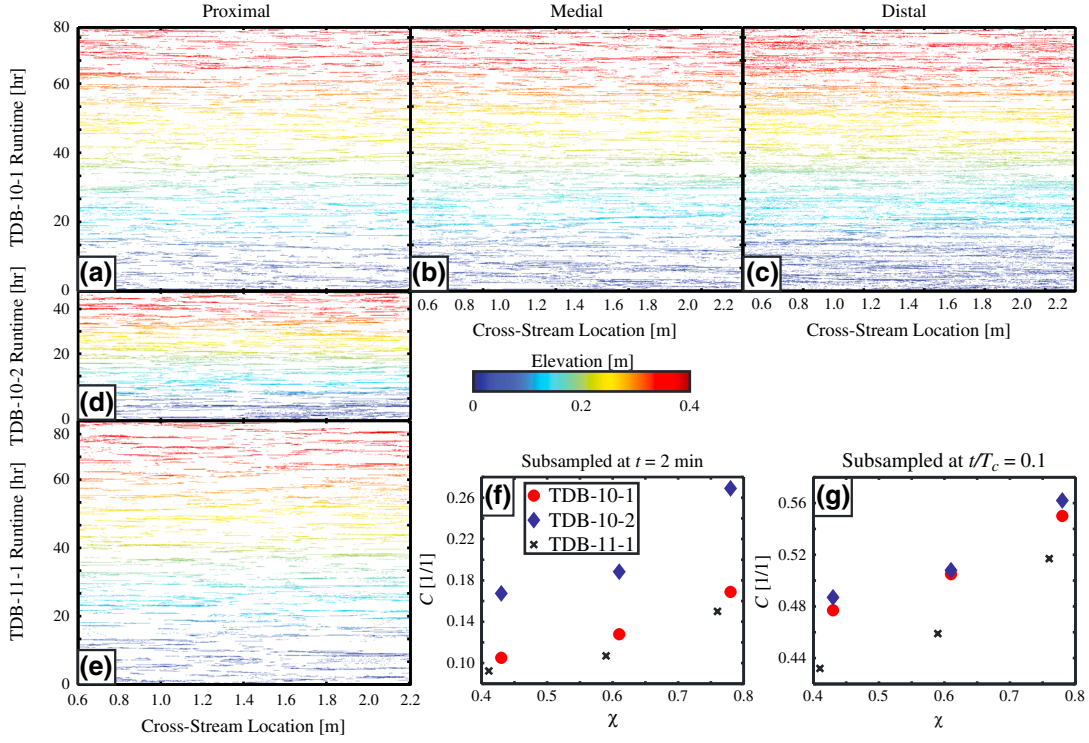 Proximal
Medial
Distal
TDB-10-1 Runtime [hr]
80
60
40
20
0
(a)
(b)
(c)
0.6 0.8 1.0 1.2 1.4 1.6 1.8 2.0 2.2
0.6 0.8 1.0 1.2 1.4 1.6 1.8 2.0 2.2
Cross-Stream Location [m]
Cross-Stream Location [m]
TDB-10-2 Runtime [hr]
40
20
0
(d)
Elevation [m]
0 0.2 0.4
TDB-11-1 Runtime [hr]
80
60
40
20
0
(e)
0.6 0.8 1.0 1.2 1.4 1.6 1.8 2.0 2.2
Cross-Stream Location [m]
Subsampled at t = 2 min
(f)
TDB-10-1
TDB-10-2
TDB-11-1
C [1/1]
0.26
0.22
0.18
0.14
0.10
0.4 0.5 0.6 0.7 0.8
χ
Subsampled at t/Tc = 0.1
(g)
C [1/1]
0.56
0.52
0.48
0.44
0.4 0.5 0.6 0.7 0.8
χ